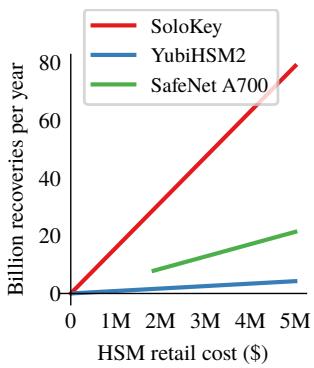 SoloKey
YubiHSM2
SafeNet A700
Billion recoveries per year
80
60
40
20
0
0 1M 2M 3M 4M 5M
HSM retail cost ($)